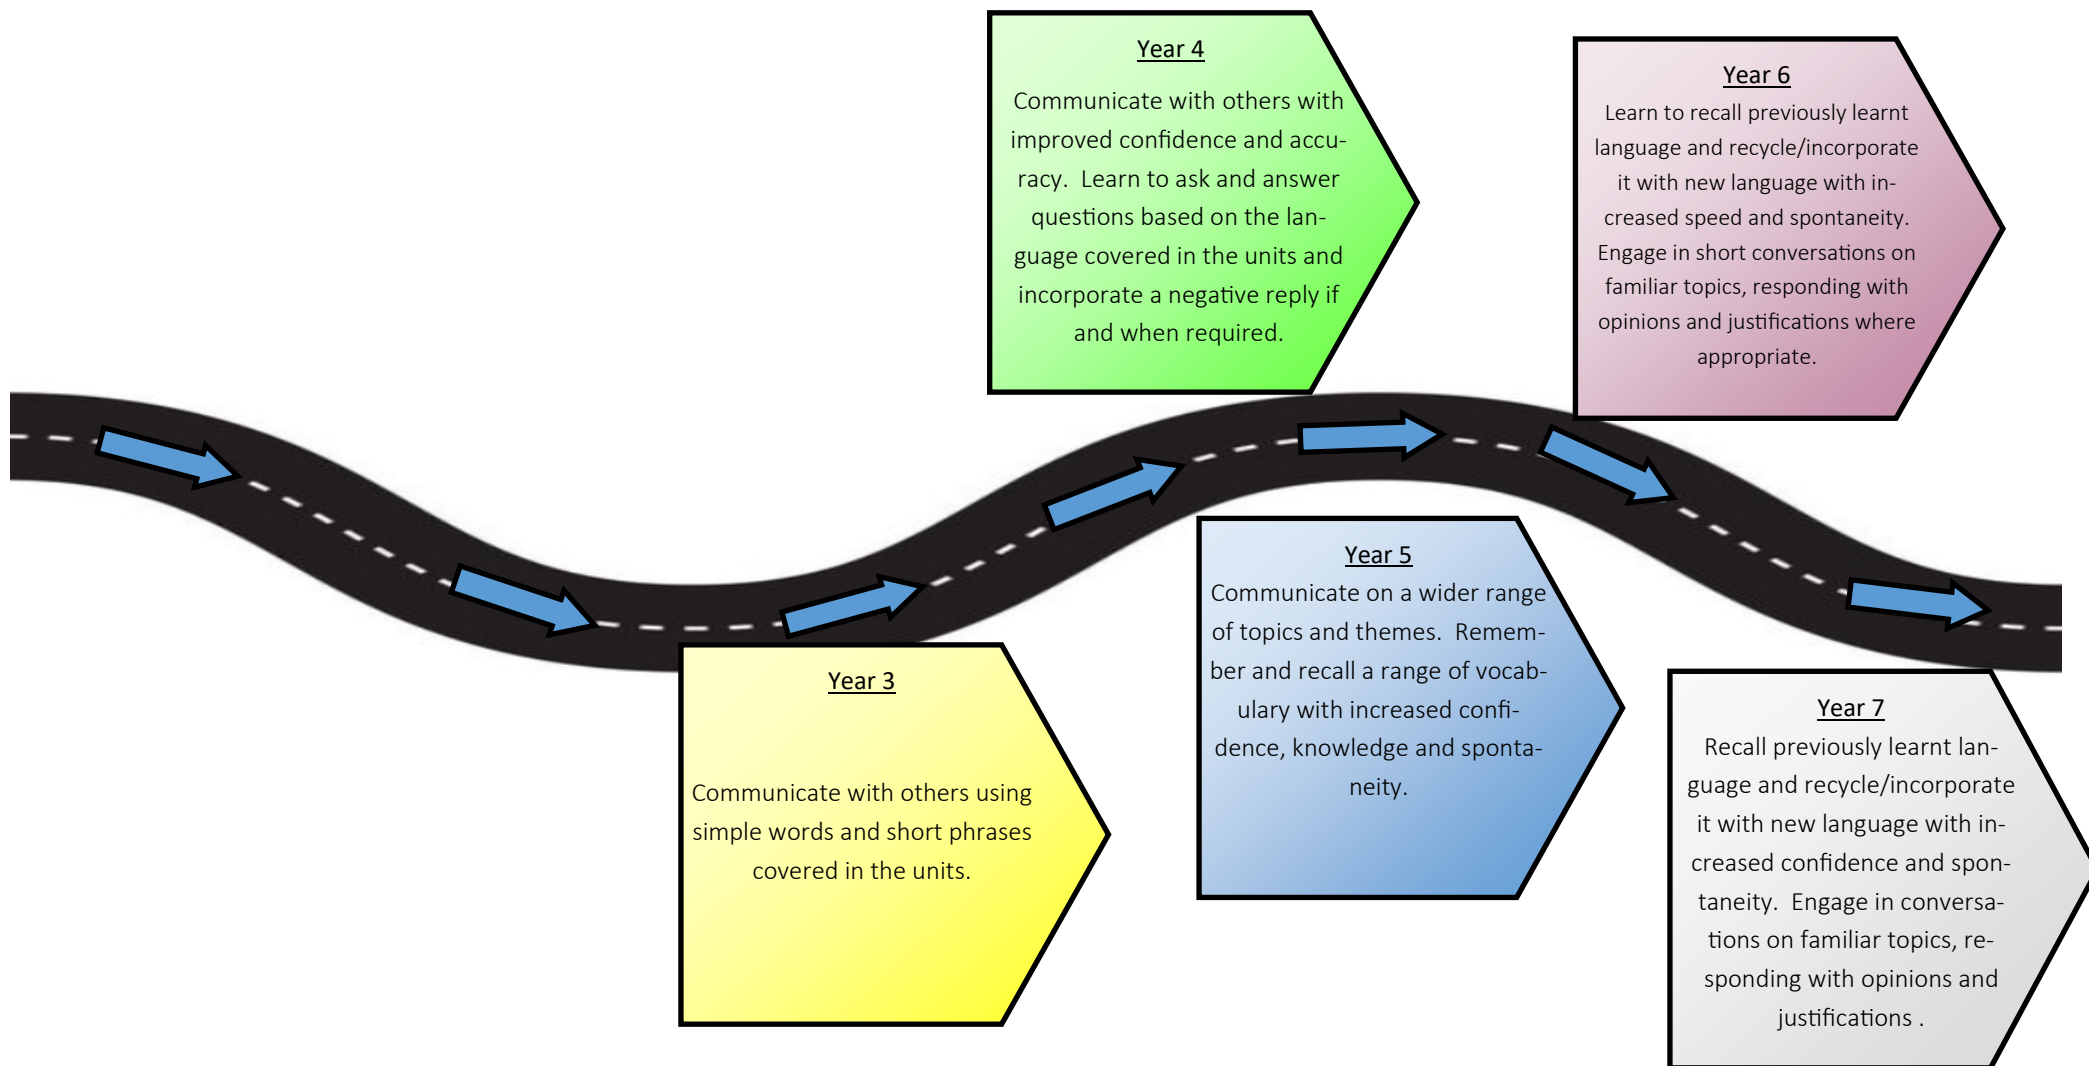 Year 4
Communicate with others with
improved confidence and accu-
racy.  Learn to ask and answer
questions based on the lan-
guage covered in the units and
incorporate a negative reply if
and when required.
Year 6
Learn to recall previously learnt
language and recycle/incorporate
it with new language with in-
creased speed and spontaneity.
Engage in short conversations on
familiar topics, responding with
opinions and justifications where
appropriate.
Year 3
Communicate with others using
simple words and short phrases
covered in the units.
Year 5
Communicate on a wider range
of topics and themes.  Remem-
ber and recall a range of vocab-
ulary with increased confi-
dence, knowledge and sponta-
neity.
Year 7
Recall previously learnt lan-
guage and recycle/incorporate
it with new language with in-
creased confidence and spon-
taneity.  Engage in conversa-
tions on familiar topics, re-
sponding with opinions and
justifications .